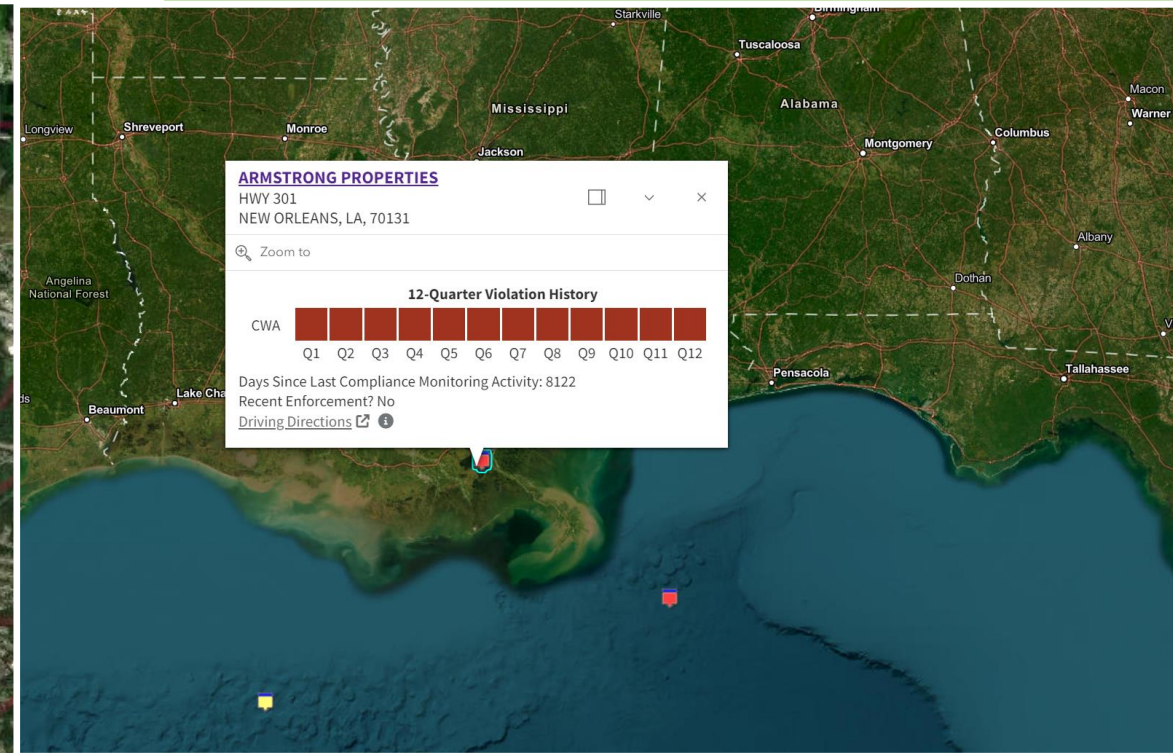 Starkville
Birmingham
Tuscaloosa
Macon
Mississippi
Alabama
Warner
Longview
Shreveport
Monroe
Columbus
Montgomery
Jackson
ARMSTRONG PROPERTIES
HWY 301
NEW ORLEANS, LA, 70131
Zoom to
Albany
Angelina
National Forest
Dothan
12-Quarter Violation History
CWA
Q1 Q2 Q3 Q4 Q5 Q6 Q7 Q8 Q9 Q10 Q11 Q12
Days Since Last Compliance Monitoring Activity: 8122
Recent Enforcement? No
Driving Directions
Pensacola
Tallahassee
Lake Cha
Beaumont